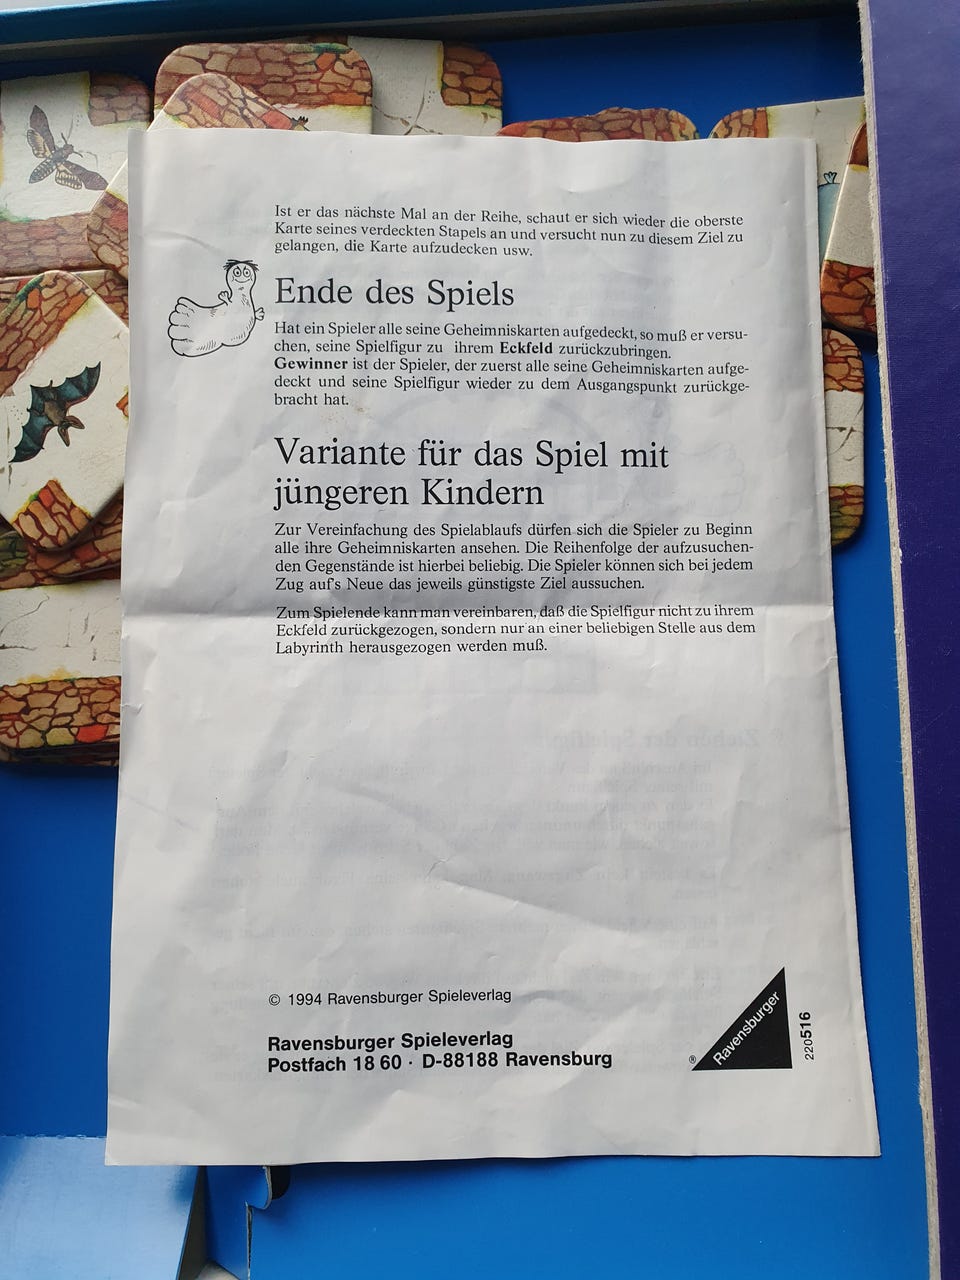 Ist er das nächste Mal an der Reihe, schaut er sich wieder die oberste
Karte seines verdeckten Stapels an und versucht nun zu diesem Ziel zu
gelangen, die Karte aufzudecken usw.
Ende des Spiels
Hat ein Spieler alle seine Geheimniskarten aufgedeckt, so muß er versu-
chen, seine Spielfigur zu ihrem Eckfeld zurückzubringen.
Gewinner ist der Spieler, der zuerst alle seine Geheimniskarten aufge-
deckt und seine Spielfigur wieder zu dem Ausgangspunkt zurückge-
bracht hat.
Variante für das Spiel mit
jüngeren Kindern
Zur Vereinfachung des Spielablaufs dürfen sich die Spieler zu Beginn
alle ihre Geheimniskarten ansehen. Die Reihenfolge der aufzusuchen-
den Gegenstände ist hierbei beliebig. Die Spieler können sich bei jedem
Zug auf's Neue das jeweils günstigste Ziel aussuchen.
Zum Spielende kann man vereinbaren, daß die Spielfigur nicht zu ihrem
Eckfeld zurückgezogen, sondern nur an einer beliebigen Stelle aus dem
Labyrinth herausgezogen werden muß.
© 1994 Ravensburger Spieleverlag
Ravensburger Spieleverlag
Postfach 18 60 · D-88188 Ravensburg
® Ravensburger
220516